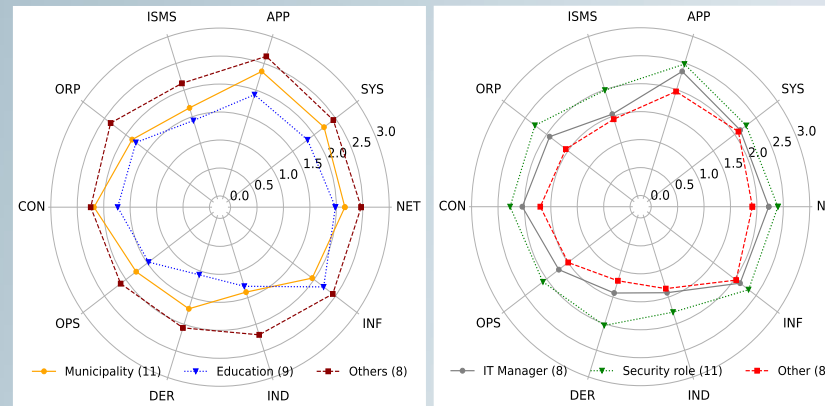 ISMS
APP
ORP
SYS
3.0
2.5
2.0
1.5
1.0
0.5
0.0
CON
NET
OPS
INF
Municipality (11)
Education (9)
Others (8)
DER
IND
ISMS
APP
ORP
SYS
3.0
2.5
2.0
1.5
1.0
0.5
0.0
CON
N
OPS
INF
IT Manager (8)
Security role (11)
Other (8
DER
IND